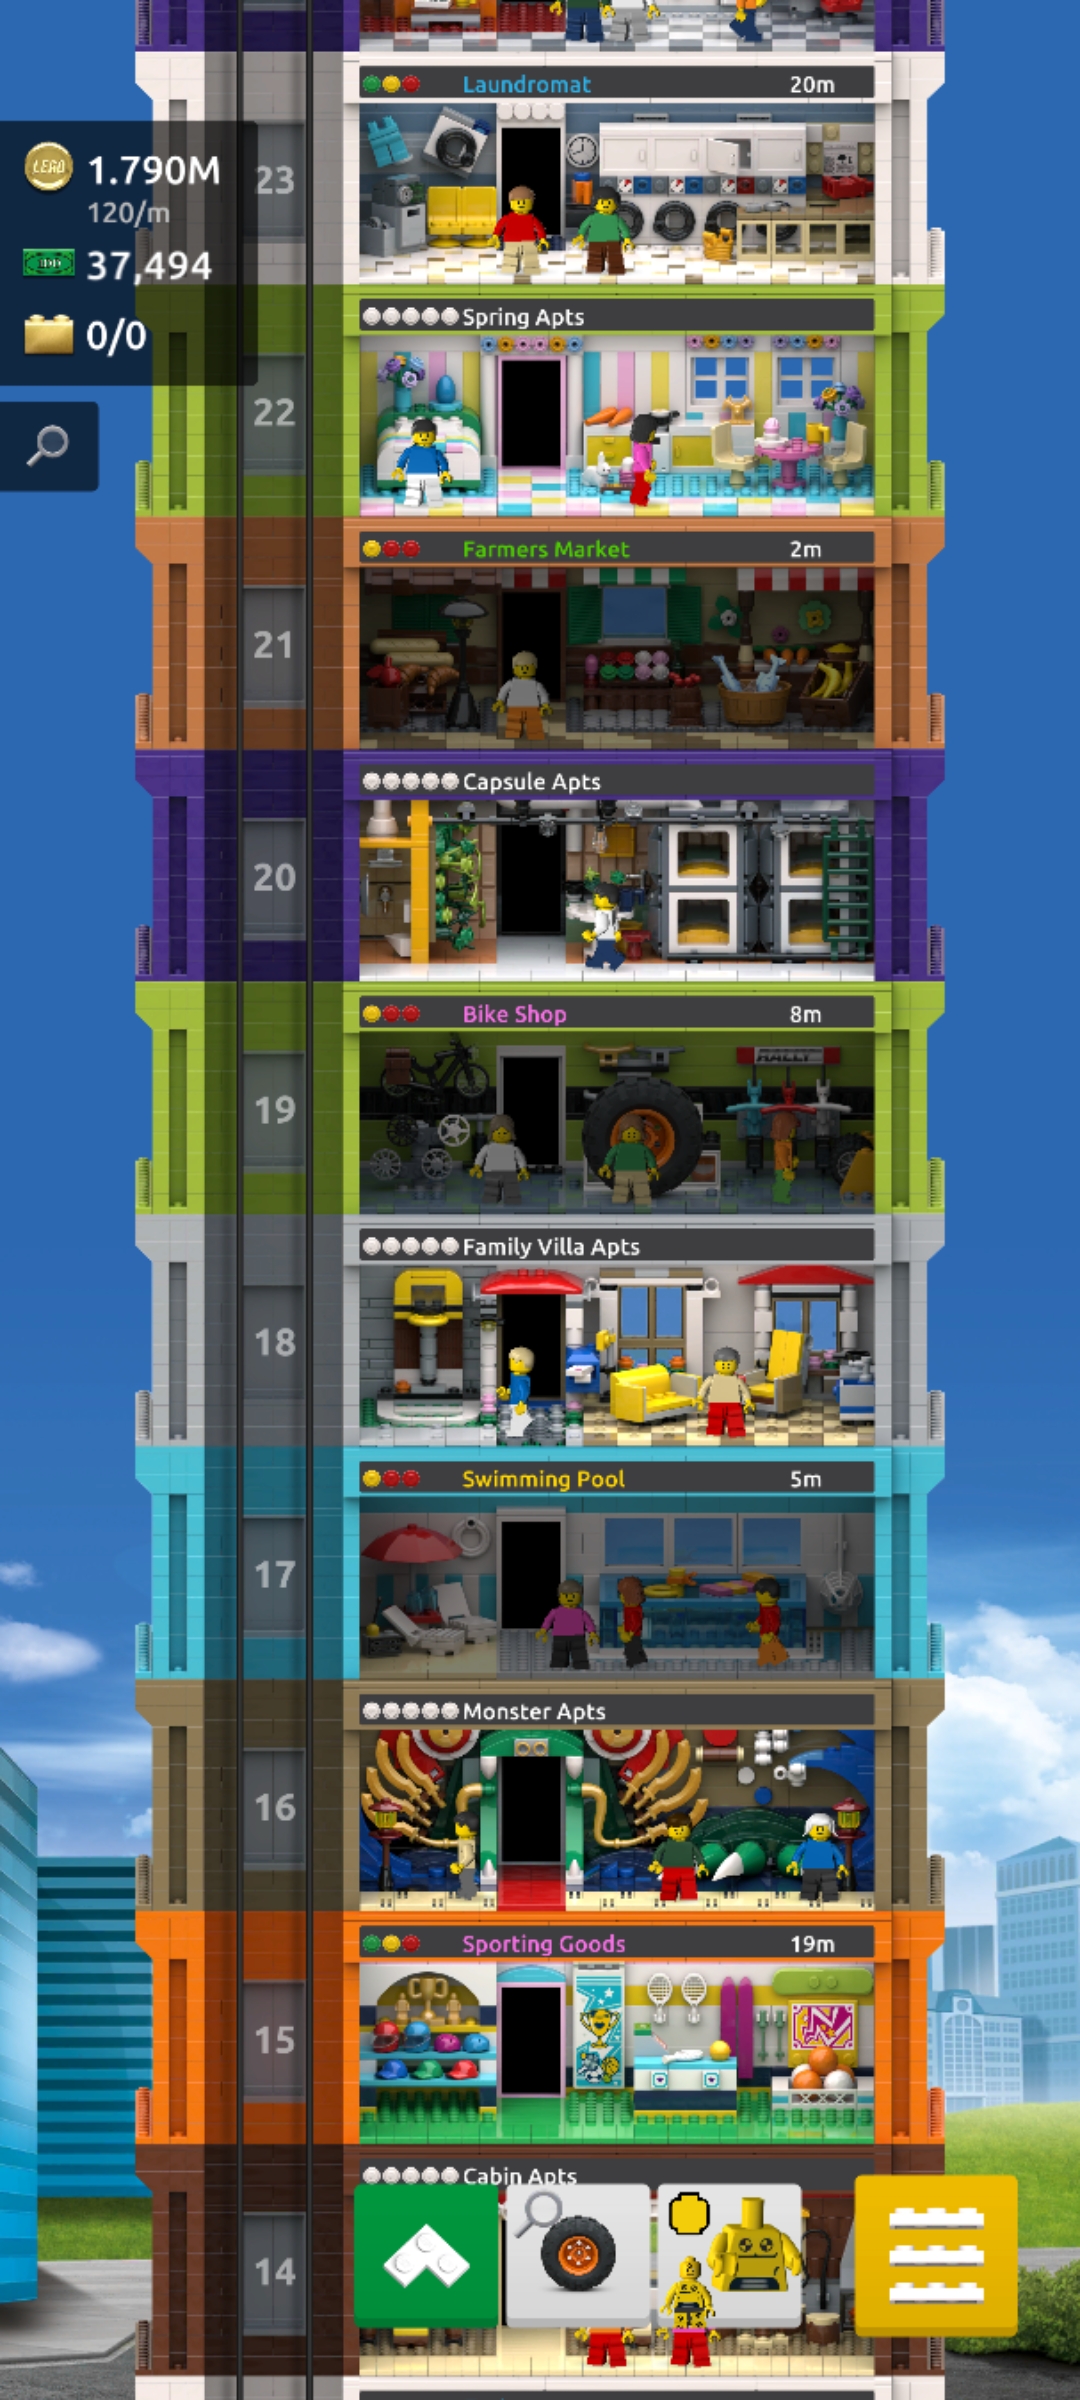 Laundromat 20m
LEGO 1.790M
23
120/m
37,494
0/0
Spring Apts
22
Farmers Market 2m
21
Capsule Apts
20
Bike Shop 8m
RALLY
19
Family Villa Apts
18
Swimming Pool 5m
17
Monster Apts
16
Sporting Goods 19m
N
15
Cabin Apts
14